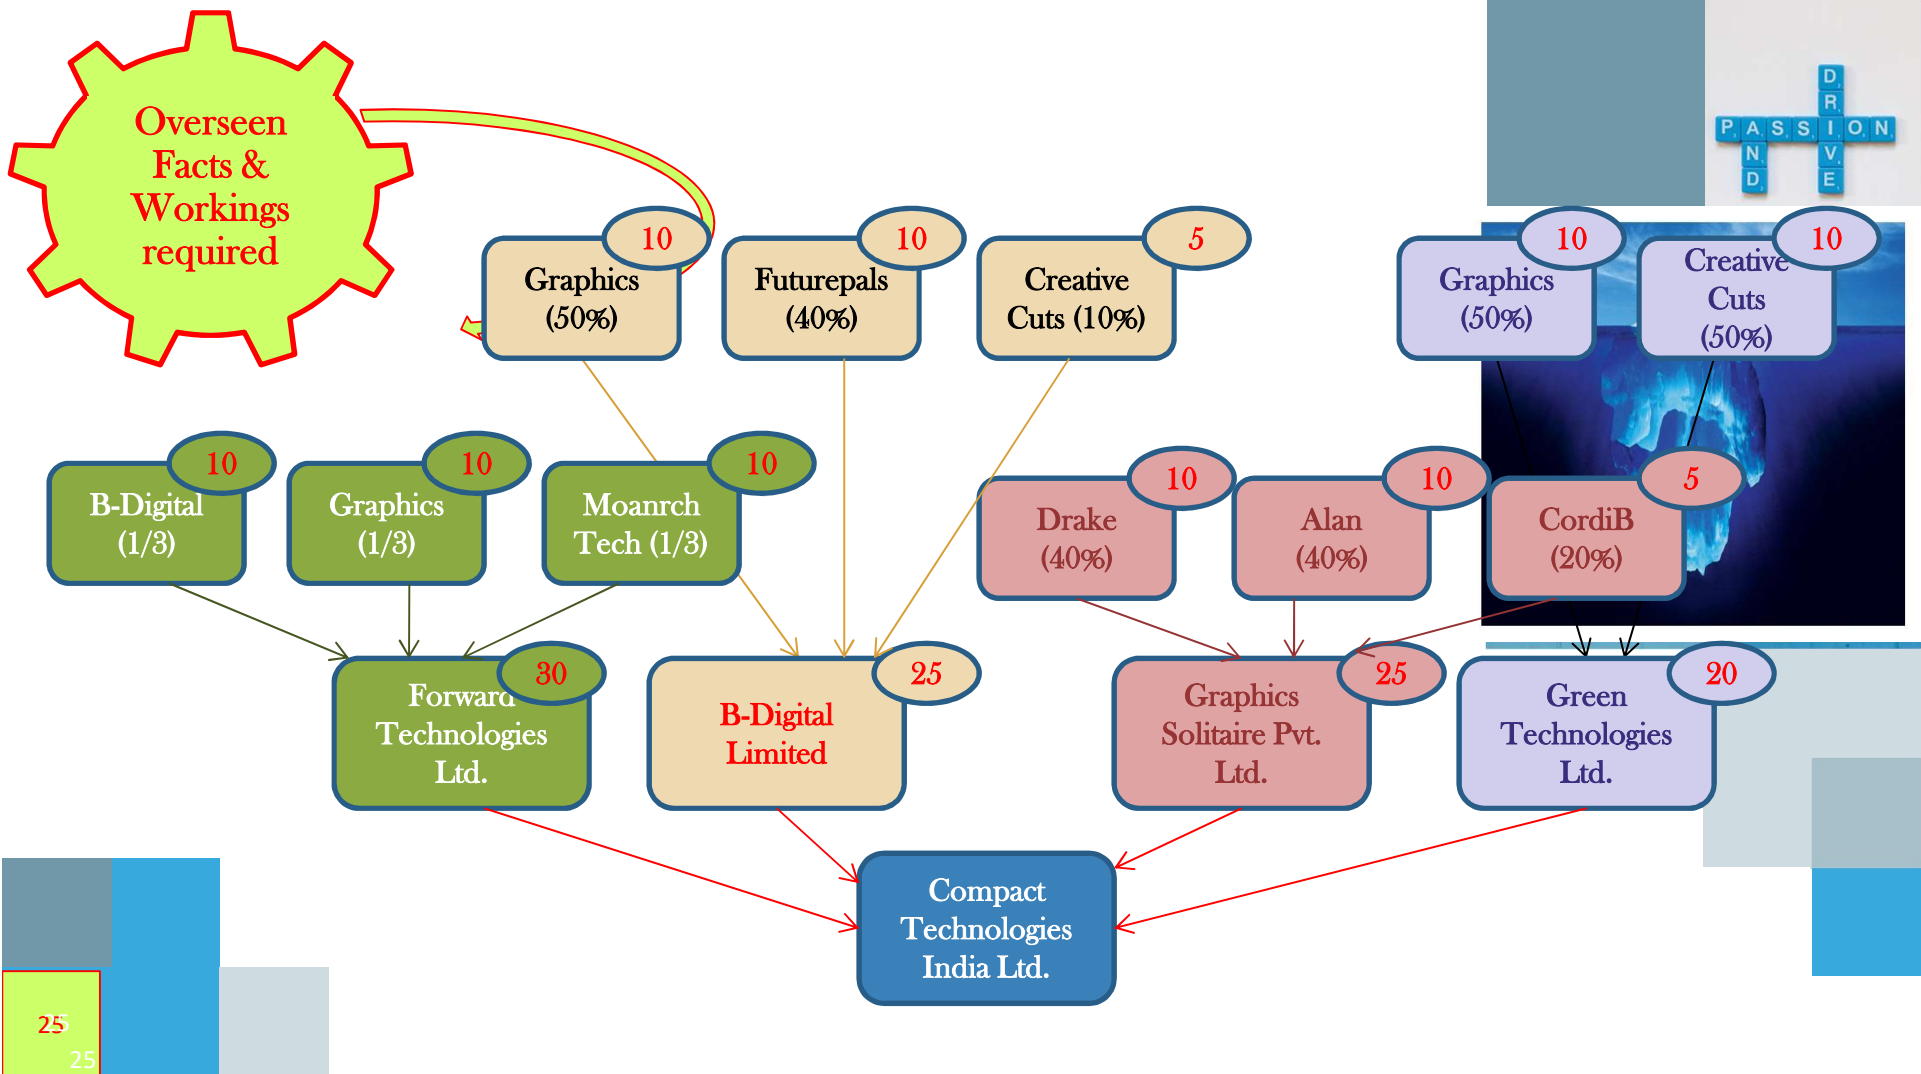 Overseen
Facts &
Workings
required
DRIVE
PASSION
AND
10
Graphics
(50%)
10
Futurepals
(40%)
5
Creative
Cuts (10%)
10
Graphics
(50%)
10
Creative
Cuts
(50%)
10
B-Digital
(1/3)
10
Graphics
(1/3)
10
Moanrch
Tech (1/3)
10
Drake
(40%)
10
Alan
(40%)
5
CordiB
(20%)
30
Forward
Technologies
Ltd.
25
B-Digital
Limited
25
Graphics
Solitaire Pvt.
Ltd.
20
Green
Technologies
Ltd.
Compact
Technologies
India Ltd.
25
25
25